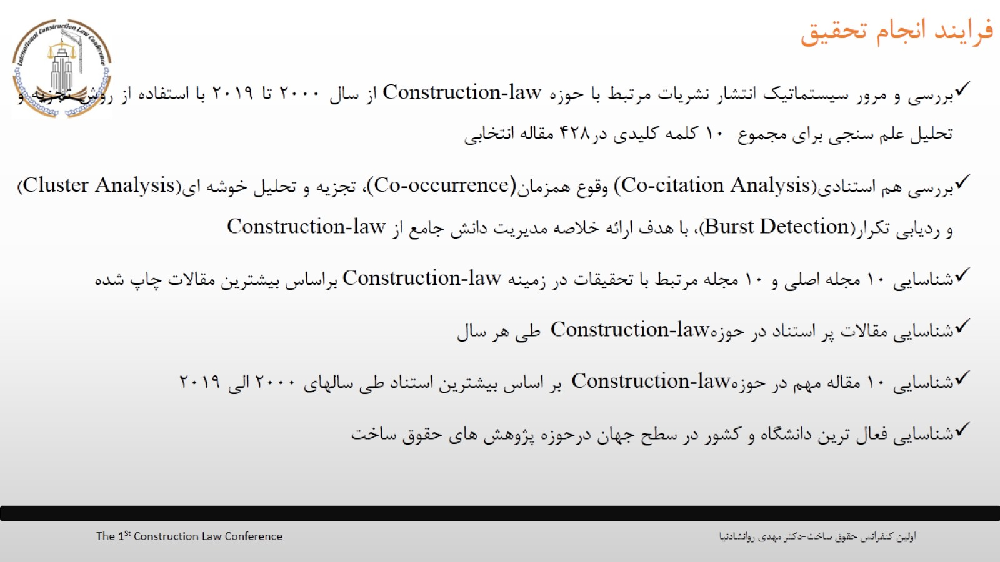 فرایند انجام تحقیق
Intenational Construction Law Conference
✓بررسی و مرور سیستماتیک انتشار نشریات مرتبط با حوزه Construction-law از سال ۲۰۰۰ تا ۲۰۱۹ با استفاده از روش تجزیه و
تحلیل علم سنجی برای مجموع ۱۰ کلمه کلیدی در۴۲۸ مقاله انتخابی
✓بررسی هم استنادی(Co-citation Analysis) وقوع همزمان(Co-occurrence)، تجزیه و تحلیل خوشه ای(Cluster Analysis)
و ردیابی تکرار(Burst Detection)، با هدف ارائه خلاصه مدیریت دانش جامع از Construction-law
✓شناسایی ۱۰ مجله اصلی و ۱۰ مجله مرتبط با تحقیقات در زمینه Construction-law براساس بیشترین مقالات چاپ شده
✓شناسایی مقالات پر استناد در حوزهConstruction-law طی هر سال
✓شناسایی ۱۰ مقاله مهم در حوزهConstruction-law بر اساس بیشترین استناد طی سالهای ۲۰۰۰ الی ۲۰۱۹
✓شناسایی فعال ترین دانشگاه و کشور در سطح جهان درحوزه پژوهش های حقوق ساخت
اولین کنفرانس حقوق ساخت-دکتر مهدی روانشادنیا
The 1St Construction Law Conference